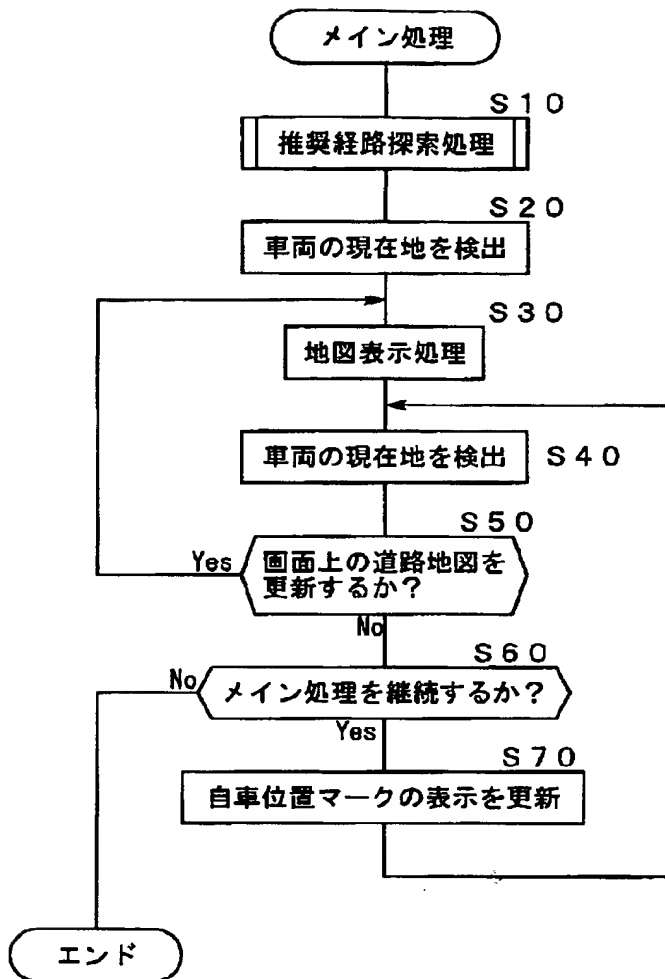 メイン処理
S10
推奨経路探索処理
S20
車両の現在地を検出
S30
地図表示処理
車両の現在地を検出 S40
S50
Yes 画面上の道路地図を
更新するか?
No
S60
No メイン処理を継続するか?
Yes
S70
自車位置マークの表示を更新
エンド